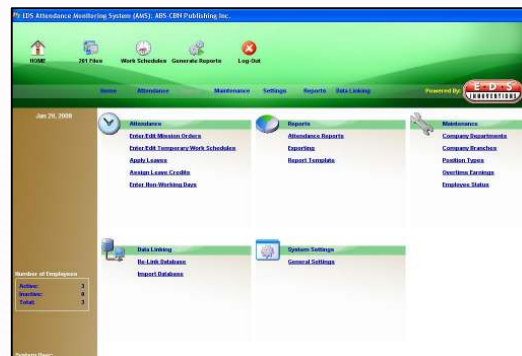 EDS Attendance Monitoring System (AMS): ABS-CBN Publishing Inc.
HOME 201 Files Work Schedules Generate Reports Log-Out
Home Attendance Maintenance Settings Reports Data Linking Powered By: E·D·S
INNOVATIONS
Jan 29, 2008
Attendance
Enter/Edit Mission Orders
Enter/Edit Temporary Work Schedules
Apply Leaves
Assign Leave Credits
Enter Non-Working Days
Reports
Attendance Reports
Exporting
Report Template
Maintenance
Company Departments
Company Branches
Position Types
Overtime Earnings
Employee Status
Data Linking
Re-Link Database
Import Database
System Settings
General Settings
Number of Employees
Active: 3
Inactive: 0
Total: 3
System User: